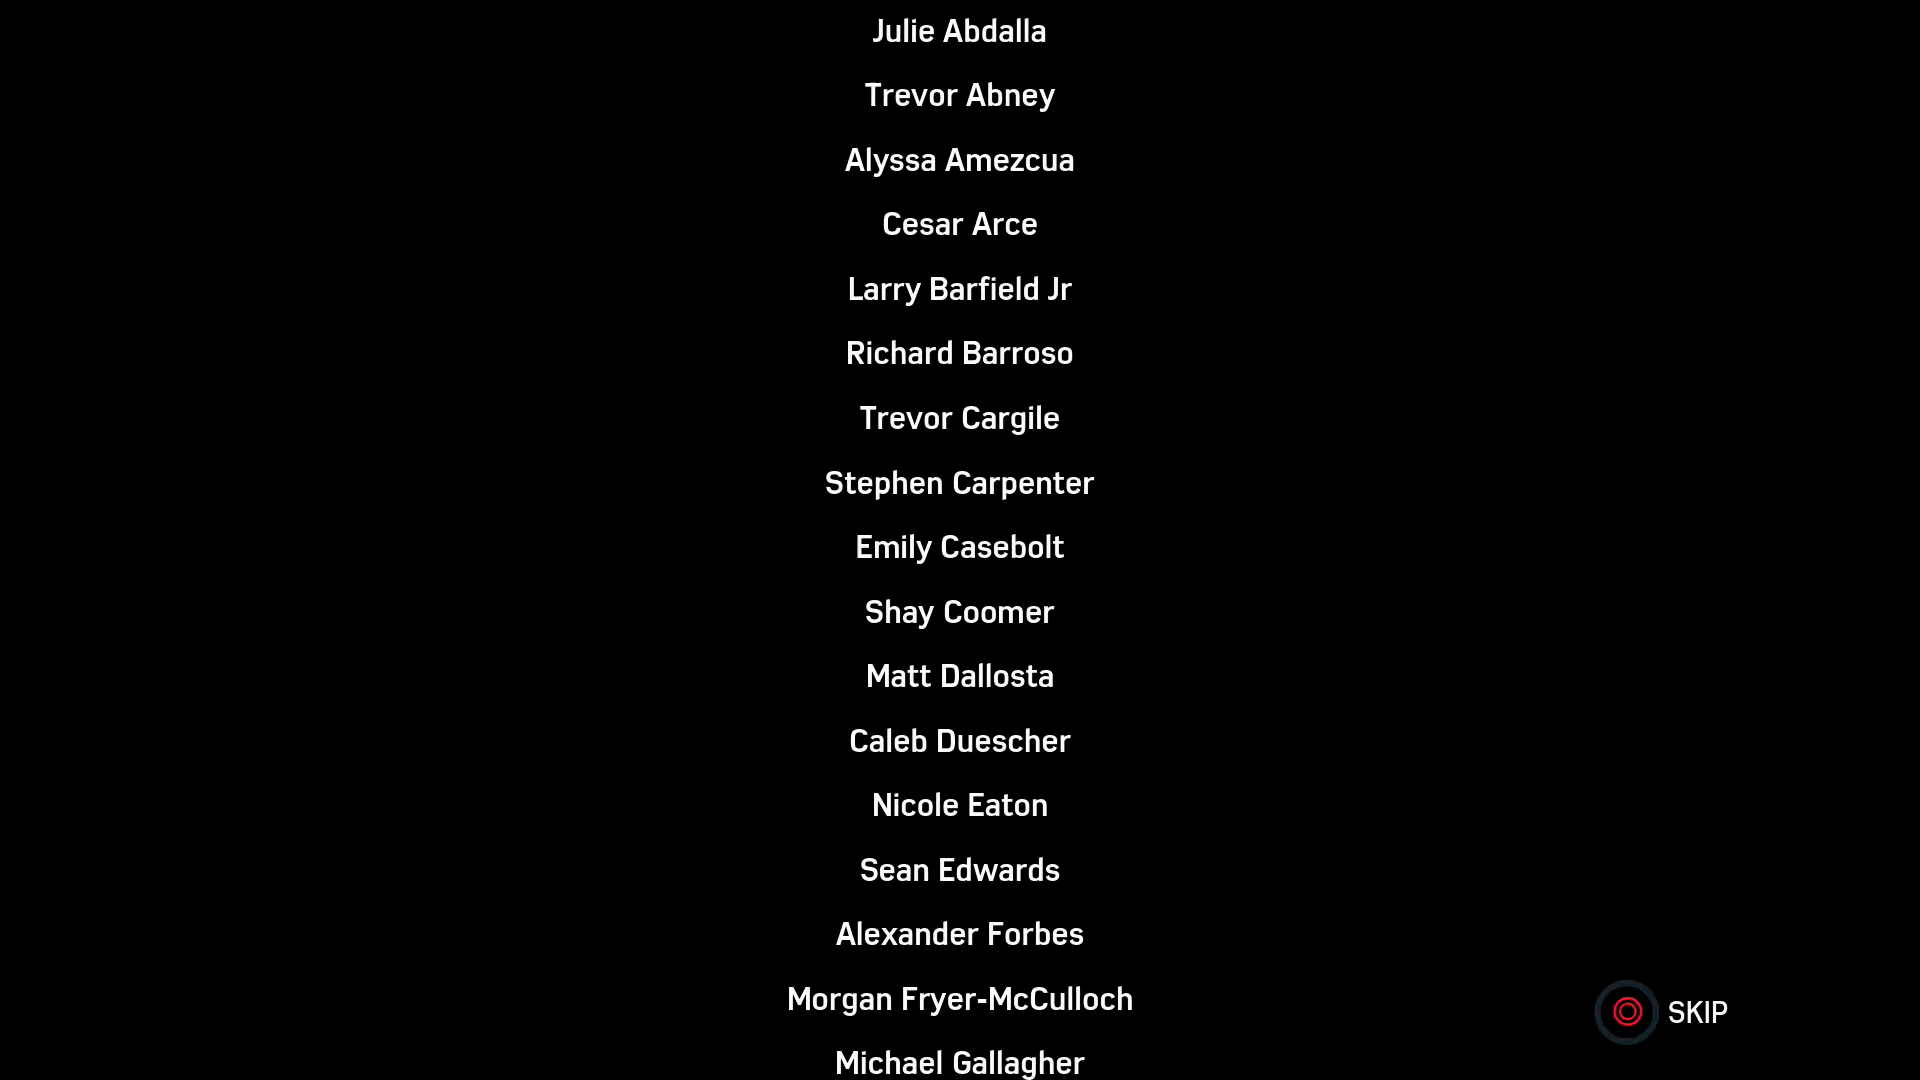 Julie Abdalla
Trevor Abney
Alyssa Amezcua
Cesar Arce
Larry Barfield Jr
Richard Barroso
Trevor Cargile
Stephen Carpenter
Emily Casebolt
Shay Coomer
Matt Dallosta
Caleb Duescher
Nicole Eaton
Sean Edwards
Alexander Forbes
Morgan Fryer-McCulloch
SKIP
Michael Gallagher